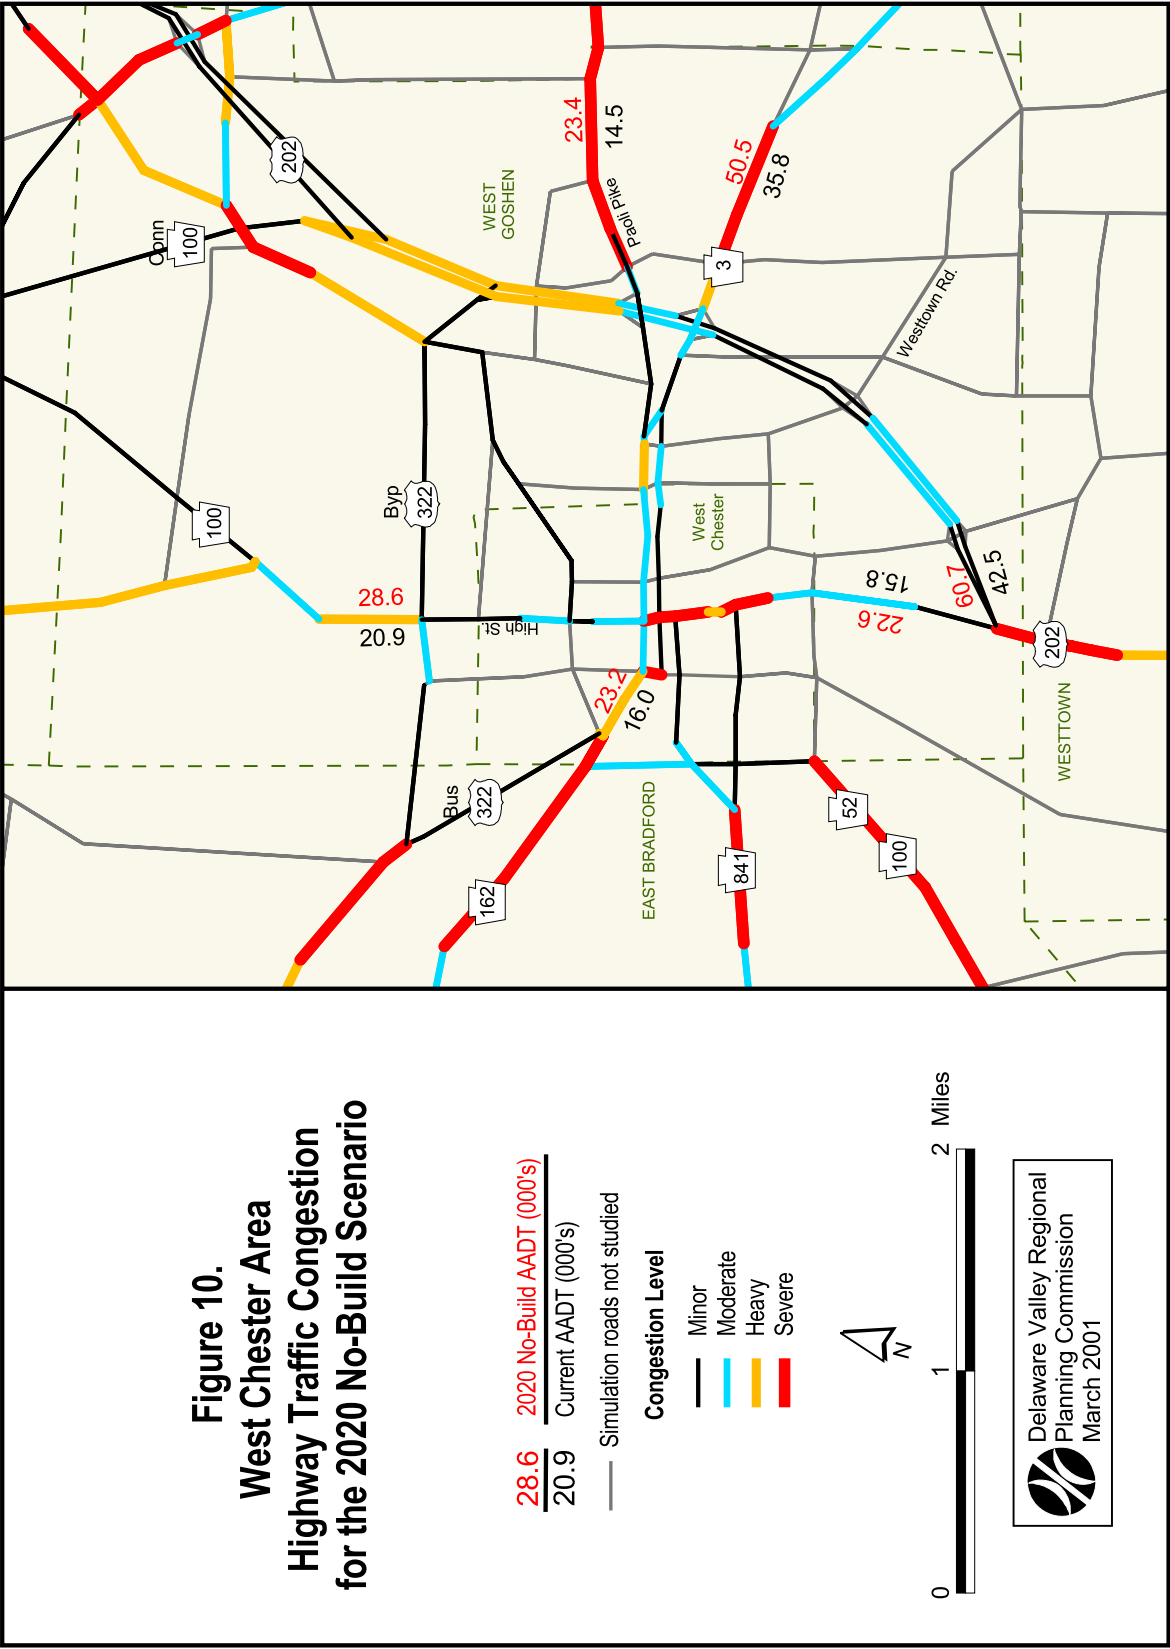 Figure 10.
West Chester Area
Highway Traffic Congestion
for the 2020 No-Build Scenario
28.6
20.9
2020 No-Build AADT (000's)
Current AADT (000's)
Simulation roads not studied
Congestion Level
Minor
Moderate
Heavy
Severe
N
0
1
2
Miles
Delaware Valley Regional
Planning Commission
March 2001
Conn
100
202
100
Byp
322
28.6
20.9
High St.
WEST
GOSHEN
23.4
14.5
Paoli Pike
50.5
35.8
3
Westtown Rd.
West
Chester
23.2
16.0
Bus
322
162
EAST BRADFORD
841
52
100
15.8
22.6
60.7
42.5
202
WESTTOWN